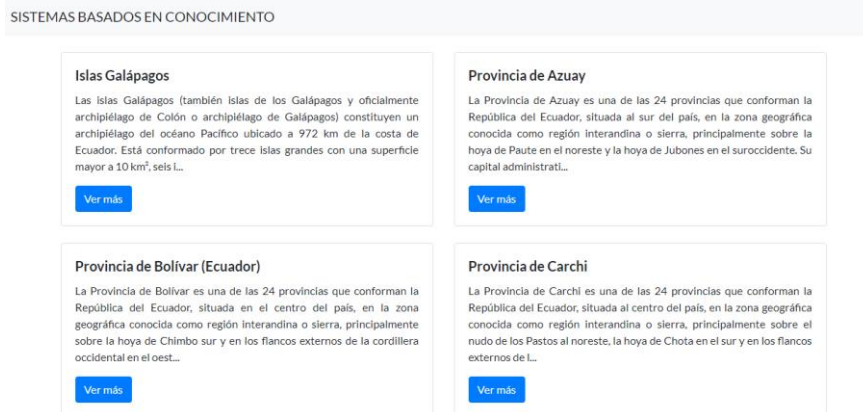 SISTEMAS BASADOS EN CONOCIMIENTO
Islas Galápagos
Las islas Galápagos (también islas de los Galápagos y oficialmente
archipiélago de Colón o archipiélago de Galápagos) constituyen un
archipiélago del océano Pacífico ubicado a 972 km de la costa de
Ecuador. Está conformado por trece islas grandes con una superficie
mayor a 10 km², seis i...
Ver más
Provincia de Azuay
La Provincia de Azuay es una de las 24 provincias que conforman la
República del Ecuador, situada al sur del país, en la zona geográfica
conocida como región interandina o sierra, principalmente sobre la
hoya de Paute en el noreste y la hoya de Jubones en el suroccidente. Su
capital administrati...
Ver más
Provincia de Bolívar (Ecuador)
La Provincia de Bolívar es una de las 24 provincias que conforman la
República del Ecuador, situada en el centro del país, en la zona
geográfica conocida como región interandina o sierra, principalmente
sobre la hoya de Chimbo sur y en los flancos externos de la cordillera
occidental en el oest...
Ver más
Provincia de Carchi
La Provincia de Carchi es una de las 24 provincias que conforman la
República del Ecuador, situada al centro del país, en la zona geográfica
conocida como región interandina o sierra, principalmente sobre el
nudo de los Pastos al noreste, la hoya de Chota en el sur y en los flancos
externos de l...
Ver más